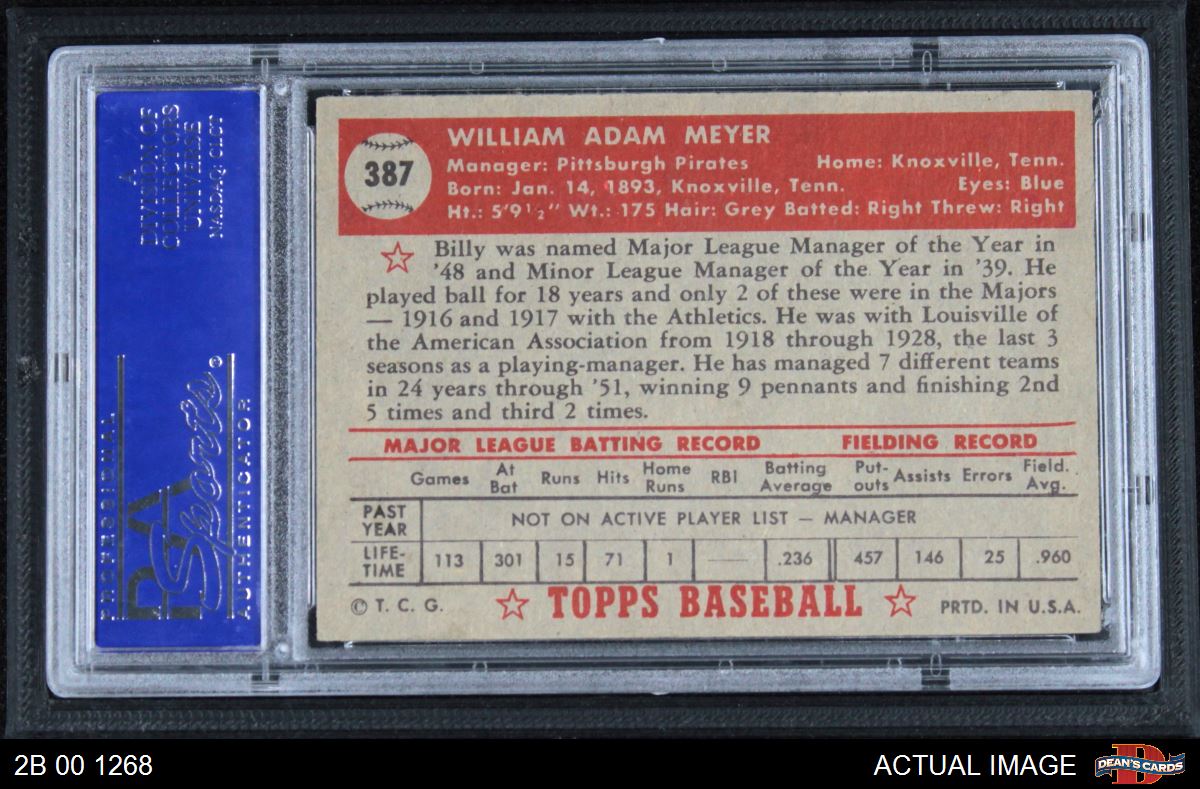 A
DIVISION OF
COLLECTORS
UNIVERSE
NASDAQ: CLCT
PROFESSIONAL
PSA
Sports
AUTHENTICATOR
387
WILLIAM ADAM MEYER
Manager: Pittsburgh Pirates Home: Knoxville, Tenn.
Born: Jan. 14, 1893, Knoxville, Tenn. Eyes: Blue
Ht.: 5'9½" Wt.: 175 Hair: Grey Batted: Right Threw: Right
Billy was named Major League Manager of the Year in
'48 and Minor League Manager of the Year in '39. He
played ball for 18 years and only 2 of these were in the Majors
— 1916 and 1917 with the Athletics. He was with Louisville of
the American Association from 1918 through 1928, the last 3
seasons as a playing-manager. He has managed 7 different teams
in 24 years through '51, winning 9 pennants and finishing 2nd
5 times and third 2 times.
MAJOR LEAGUE BATTING RECORD FIELDING RECORD
Games At Bat Runs Hits Home Runs RBI Batting Average Put-outs Assists Errors Field. Avg.
PAST YEAR NOT ON ACTIVE PLAYER LIST — MANAGER
LIFE-TIME 113 301 15 71 1 —— .236 457 146 25 .960
© T. C. G. TOPPS BASEBALL PRTD. IN U.S.A.
2B 00 1268 ACTUAL IMAGE DEAN'S CARDS